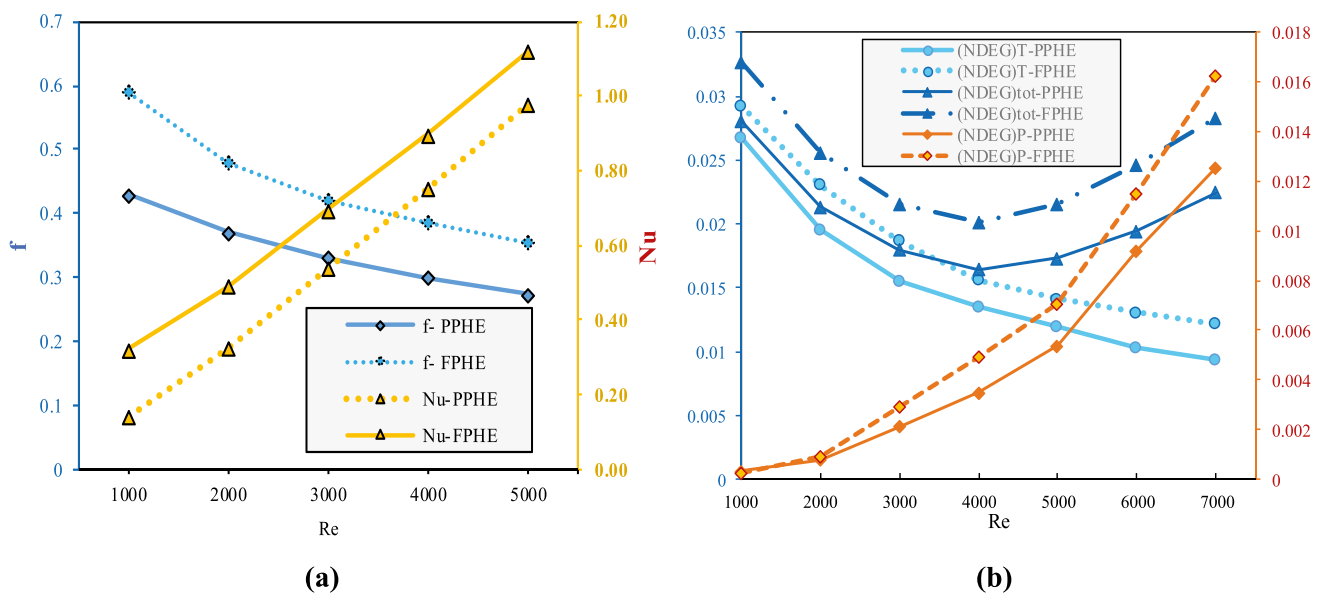 0.7
0.6
0.5
0.4
0.3
0.2
0.1
0
f
1.20
1.00
0.80
0.60
0.40
0.20
0.00
Nu
f- PPHE
f- FPHE
Nu-PPHE
Nu-FPHE
1000 2000 3000 4000 5000
Re
(a)
0.035
0.03
0.025
0.02
0.015
0.01
0.005
0
0.018
0.016
0.014
0.012
0.01
0.008
0.006
0.004
0.002
0
(NDEG)T-PPHE
(NDEG)T-FPHE
(NDEG)tot-PPHE
(NDEG)tot-FPHE
(NDEG)P-PPHE
(NDEG)P-FPHE
1000 2000 3000 4000 5000 6000 7000
Re
(b)